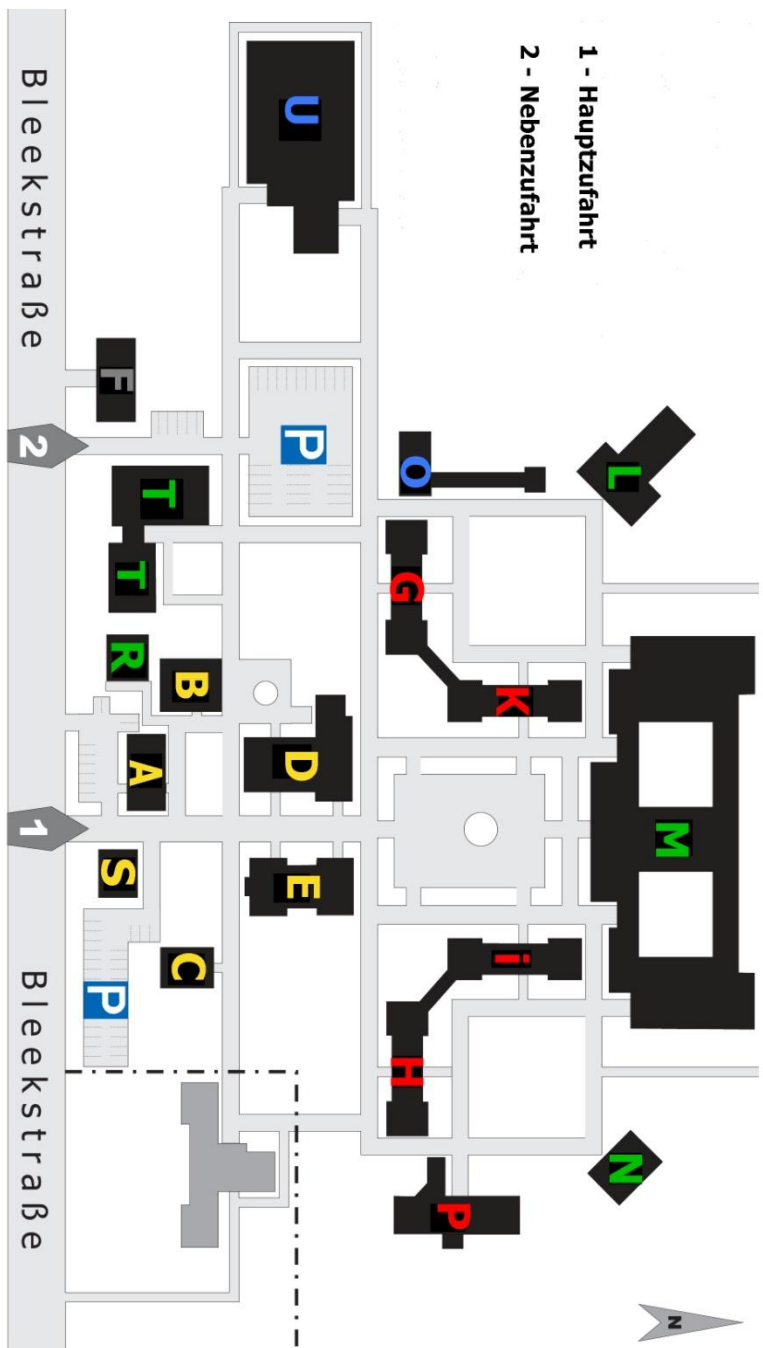 1 - Hauptzufahrt
2 - Nebenzufahrt
N
M
L
N
K
i
P
O
G
H
U
P
D
E
B
C
T
T
R
A
S
F
P
Bleekstraße
2
1
Bleekstraße